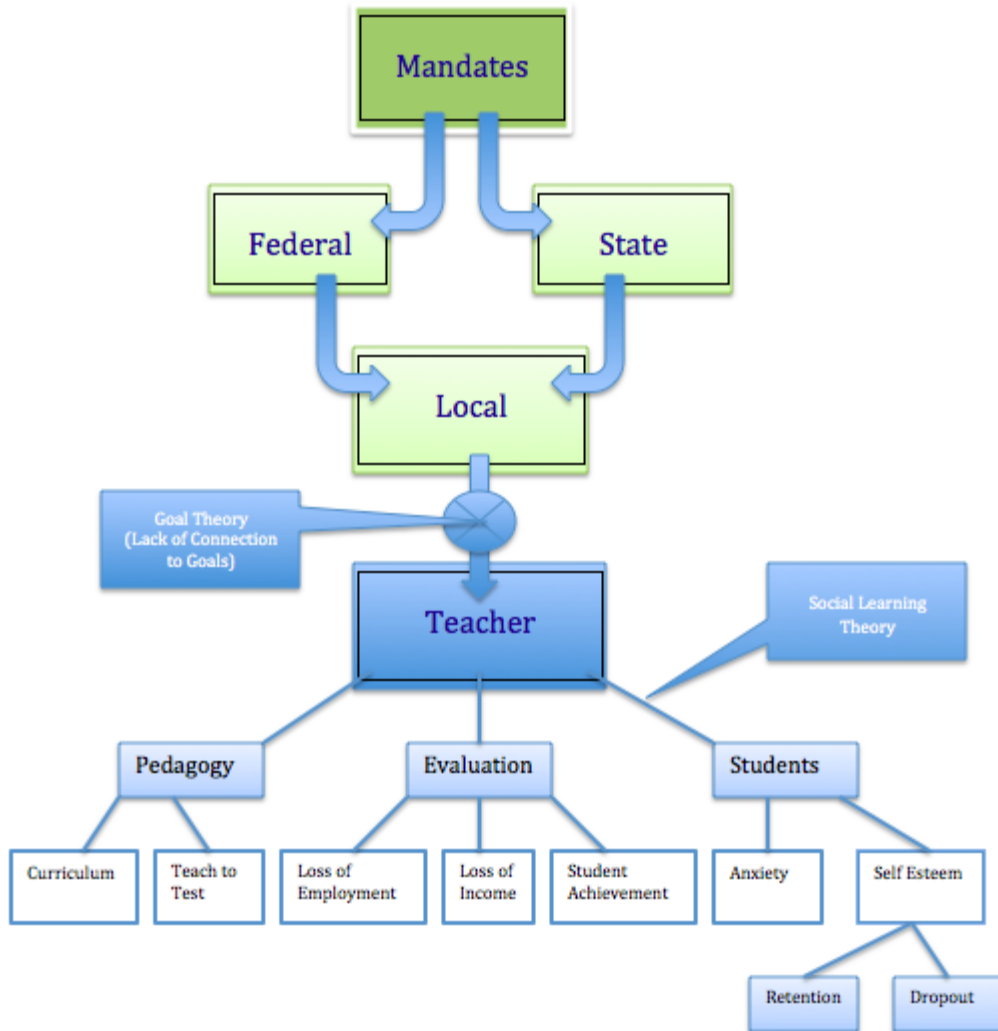 Mandates
Federal
State
Local
Goal Theory
(Lack of Connection
to Goals)
Teacher
Social Learning
Theory
Pedagogy
Evaluation
Students
Curriculum
Teach to
Test
Loss of
Employment
Loss of
Income
Student
Achievement
Anxiety
Self Esteem
Retention
Dropout